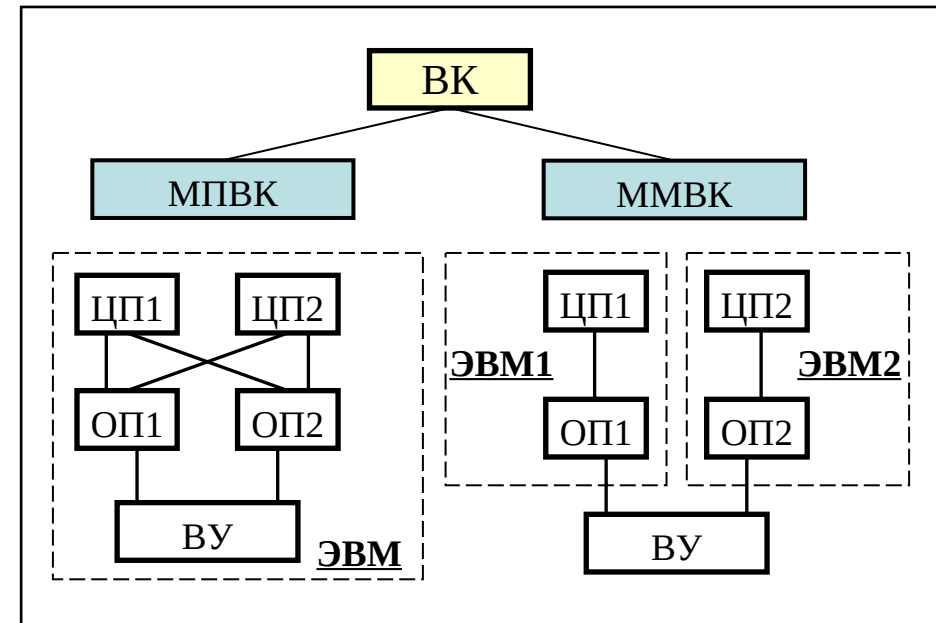 ВК
МПВК
ММВК
ЦП1 ЦП2
ОП1 ОП2
ВУ
ЭВМ
ЦП1
ЭВМ1
ОП1
ЦП2
ЭВМ2
ОП2
ВУ